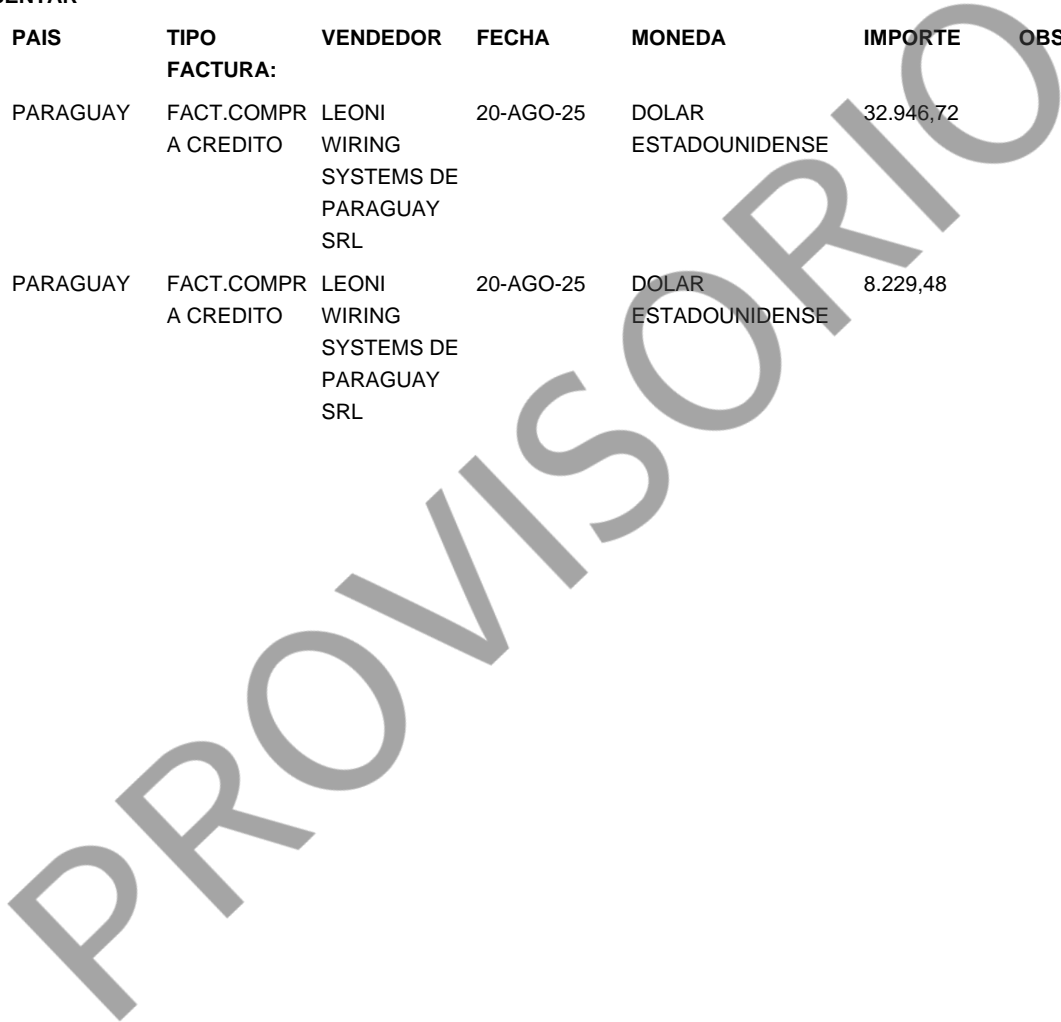 PAIS TIPO VENDEDOR FECHA MONEDA IMPORTE
FACTURA:
PARAGUAY FACT.COMPR LEONI 20-AGO-25 DOLAR 32.946,72
A CREDITO WIRING ESTADOUNIDENSE
SYSTEMS DE
PARAGUAY
SRL
PARAGUAY FACT.COMPR LEONI 20-AGO-25 DOLAR 8.229,48
A CREDITO WIRING ESTADOUNIDENSE
SYSTEMS DE
PARAGUAY
SRL
PROVISORIO